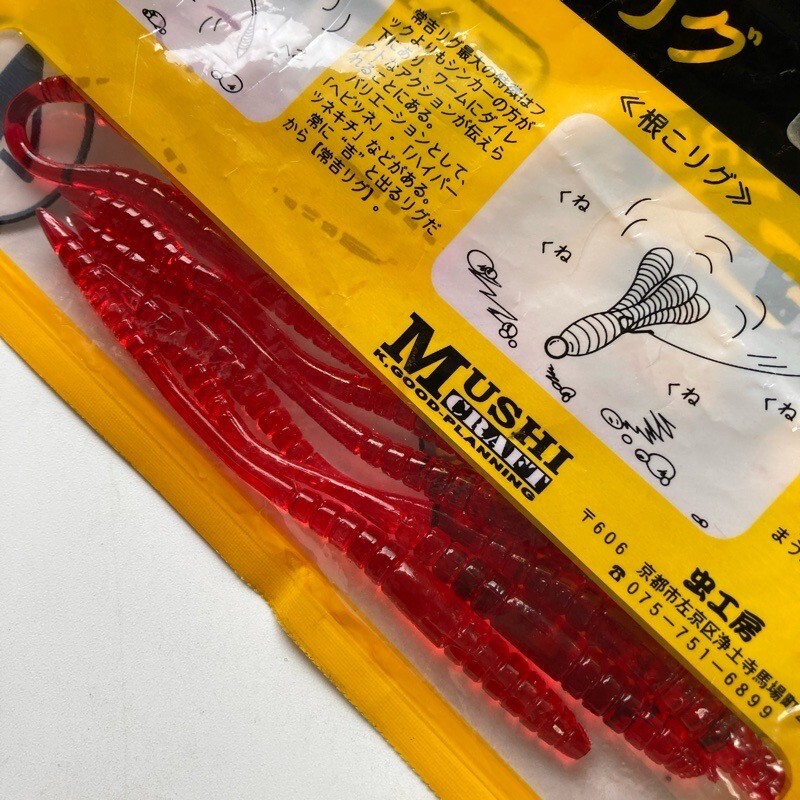 リグ
常吉リグ最大の特徴はフ
ックよりもシンカーの方が
下にあり、ワームにダイレ
クトなアクションが伝えら
れることにある。
バリエーションとして、
「ヘビツネ」・「ハイパー
ツネキチ」などがある。
常に“吉”と出るリグだ
から【常吉リグ】。
≪根こリグ≫
くね
くね
くね
くね
MUSHI
CRAFT
K.GOOD-PLANNING
まう
〒606
虫工房
京都市左京区浄土寺馬場町
☎075-751-6899